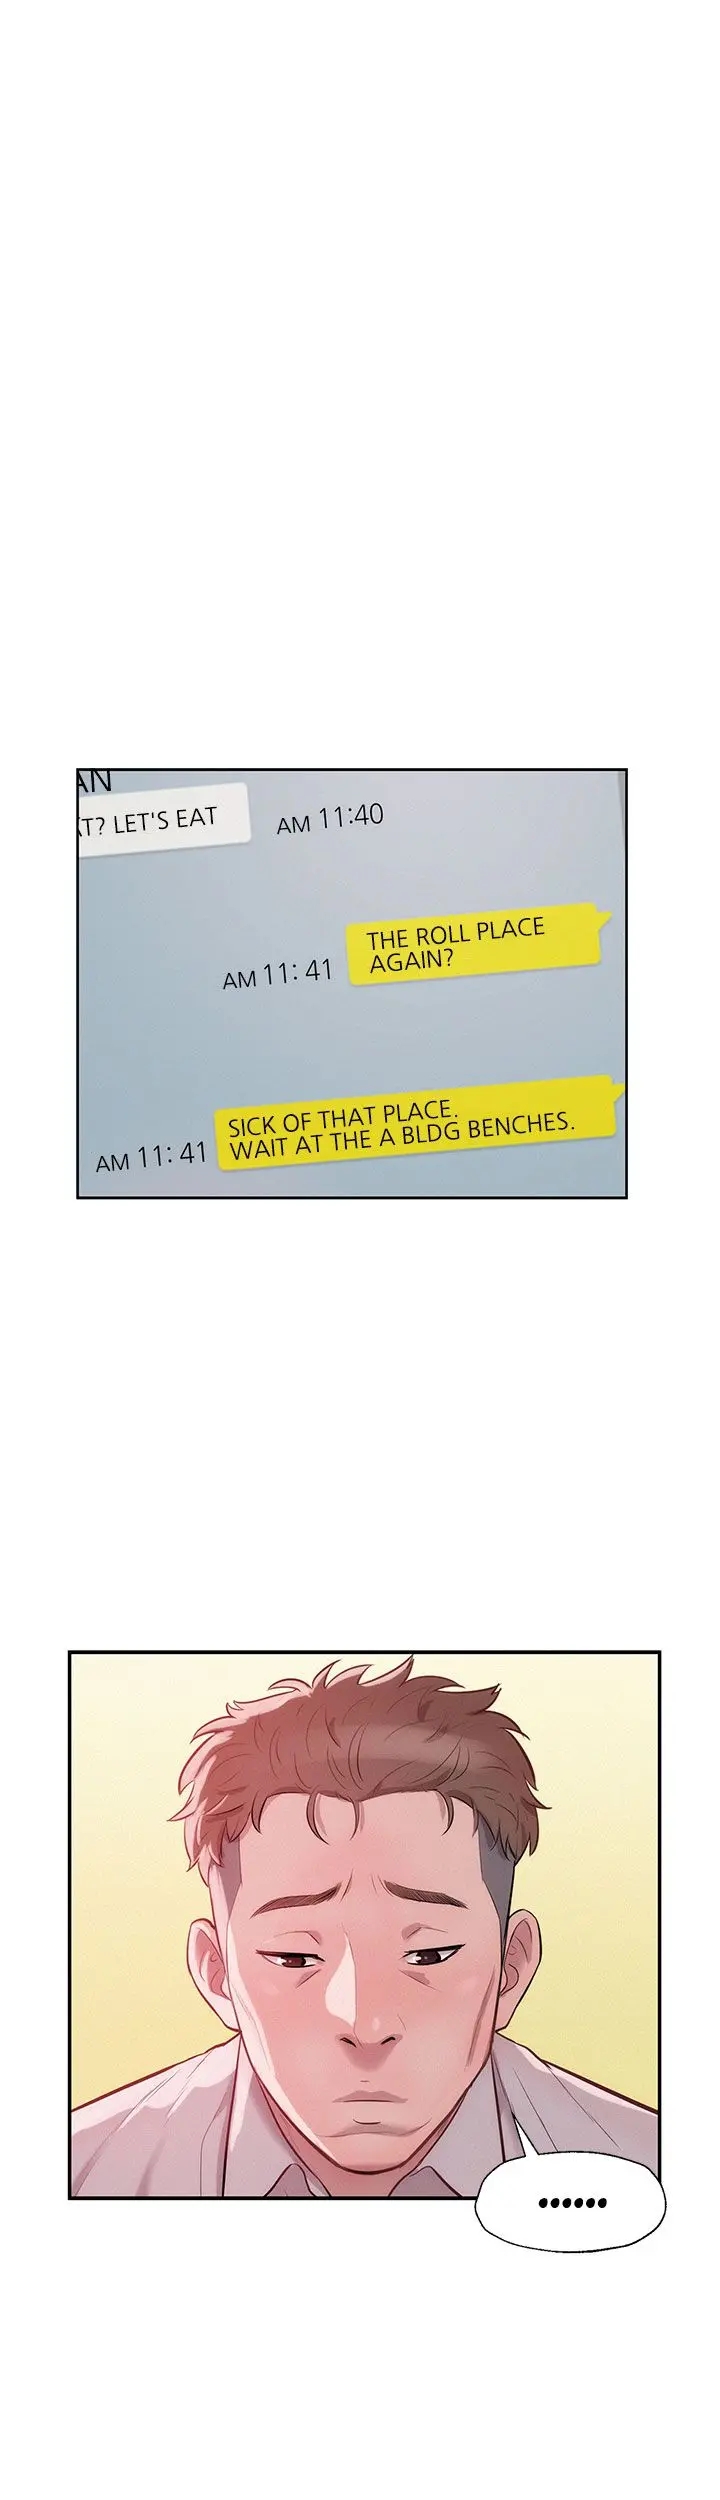 AN
T? LET'S EAT
AM 11:40
THE ROLL PLACE
AGAIN?
AM 11:41
SICK OF THAT PLACE.
WAIT AT THE A BLDG BENCHES.
AM 11:41
......